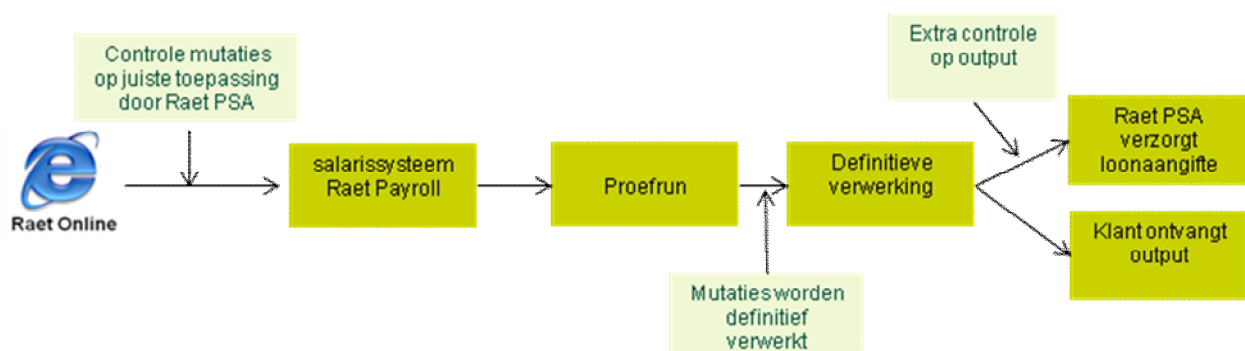 Controle mutaties
op juiste toepassing
door Raet PSA
Extra controle
op output
Raet Online
salarissysteem
Raet Payroll
Proefrun
Definitieve
verwerking
Raet PSA
verzorgt
loonaangifte
Klant ontvangt
output
Mutaties worden
definitief
verwerkt